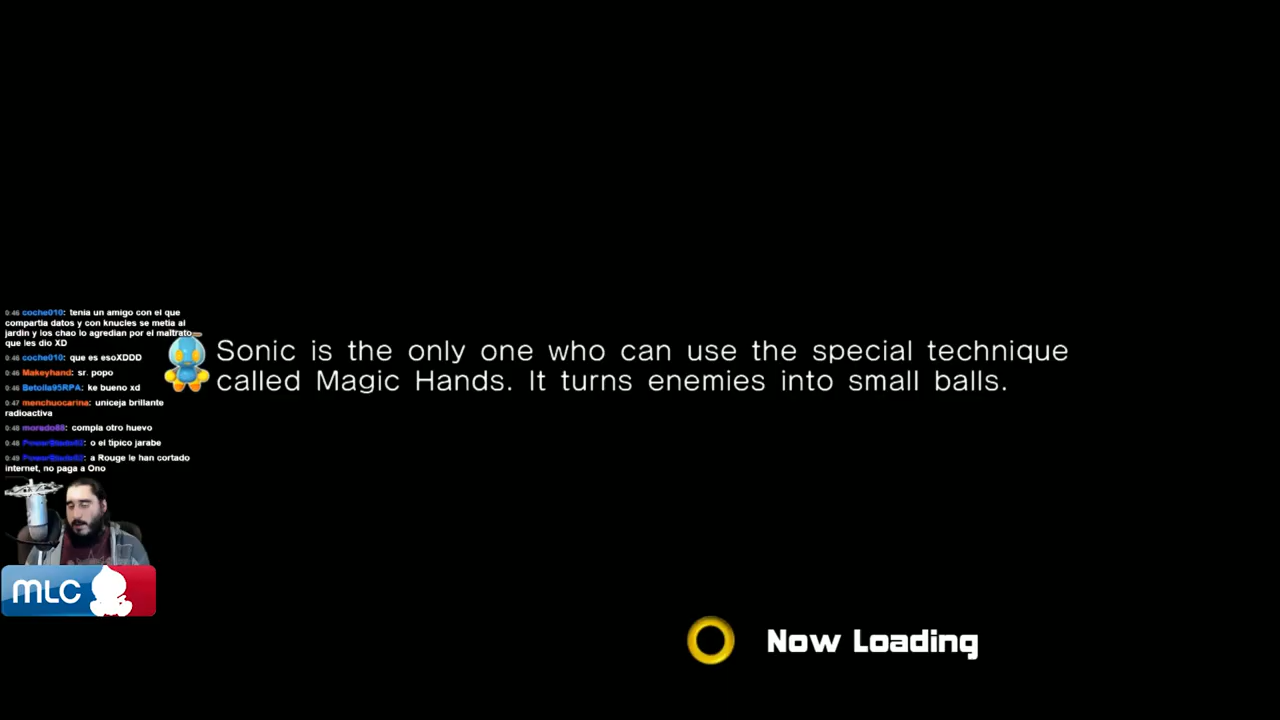 0:46 coche010: tenia un amigo con el que
compartia datos y con knucles se metia al
jardin y los chao lo agredian por el maltrato
que les dio XD
0:46 coche010: que es esoXDDD
0:46 Makeyhand: sr. popo
0:46 Betolla95RPA: ke bueno xd
0:47 menchuocarina: uniceja brillante
radioactiva
0:48 morado88: compla otro huevo
0:48 : o el tipico jarabe
0:49 : a Rouge le han cortado
internet, no paga a Ono
Sonic is the only one who can use the special technique
called Magic Hands. It turns enemies into small balls.
MLC
Now Loading